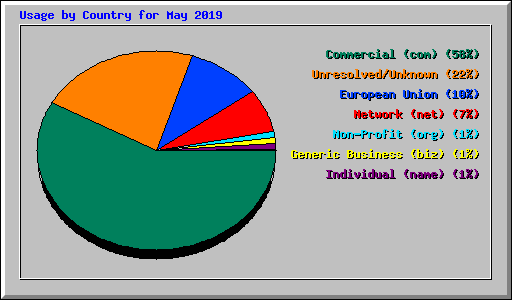 Usage by Country for May 2019
Commercial (com) (58%)
Unresolved/Unknown (22%)
European Union (10%)
Network (net) (7%)
Non-Profit (org) (1%)
Generic Business (biz) (1%)
Individual (name) (1%)